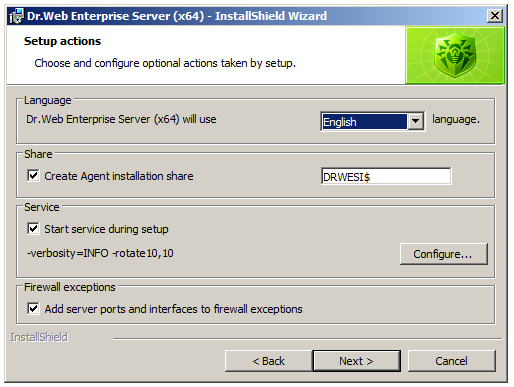 Dr.Web Enterprise Server (x64) - InstallShield Wizard
Setup actions
Choose and configure optional actions taken by setup.
Language
Dr.Web Enterprise Server (x64) will use English language.
Share
Create Agent installation share DRWESI$
Service
Start service during setup
-verbosity=INFO -rotate10,10 Configure...
Firewall exceptions
Add server ports and interfaces to firewall exceptions
InstallShield
< Back Next > Cancel